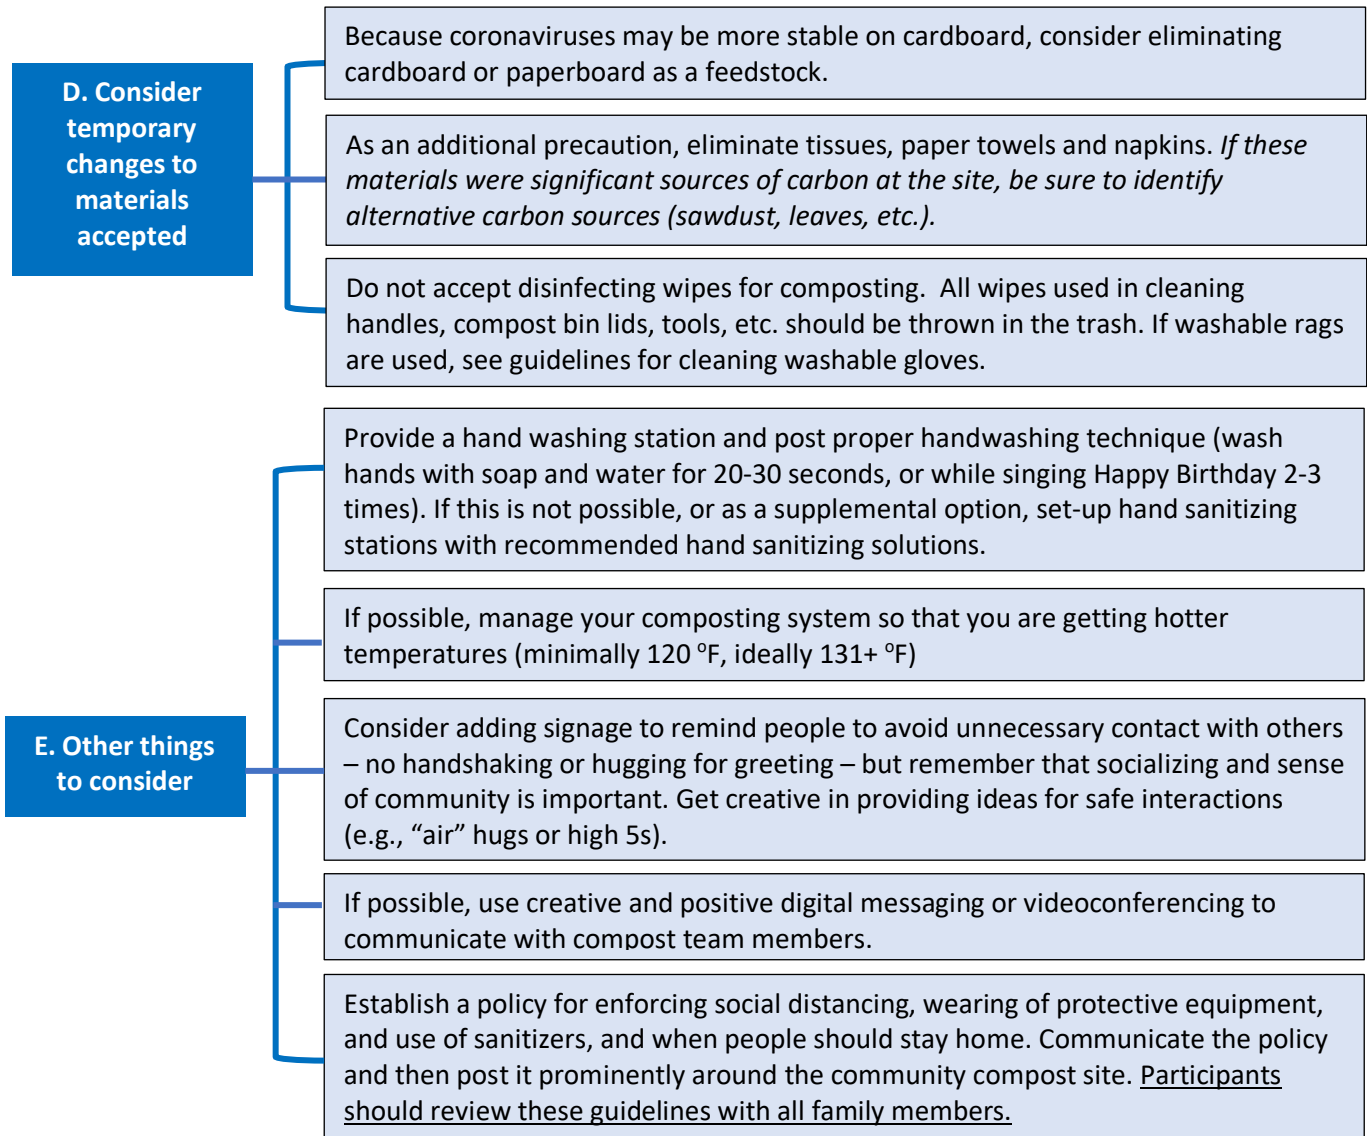 D. Consider
temporary
changes to
materials
accepted
Because coronaviruses may be more stable on cardboard, consider eliminating
cardboard or paperboard as a feedstock.
As an additional precaution, eliminate tissues, paper towels and napkins. If these
materials were significant sources of carbon at the site, be sure to identify
alternative carbon sources (sawdust, leaves, etc.).
Do not accept disinfecting wipes for composting.  All wipes used in cleaning
handles, compost bin lids, tools, etc. should be thrown in the trash. If washable rags
are used, see guidelines for cleaning washable gloves.
E. Other things
to consider
Provide a hand washing station and post proper handwashing technique (wash
hands with soap and water for 20-30 seconds, or while singing Happy Birthday 2-3
times). If this is not possible, or as a supplemental option, set-up hand sanitizing
stations with recommended hand sanitizing solutions.
If possible, manage your composting system so that you are getting hotter
temperatures (minimally 120 °F, ideally 131+ °F)
Consider adding signage to remind people to avoid unnecessary contact with others
– no handshaking or hugging for greeting – but remember that socializing and sense
of community is important. Get creative in providing ideas for safe interactions
(e.g., “air” hugs or high 5s).
If possible, use creative and positive digital messaging or videoconferencing to
communicate with compost team members.
Establish a policy for enforcing social distancing, wearing of protective equipment,
and use of sanitizers, and when people should stay home. Communicate the policy
and then post it prominently around the community compost site. Participants
should review these guidelines with all family members.